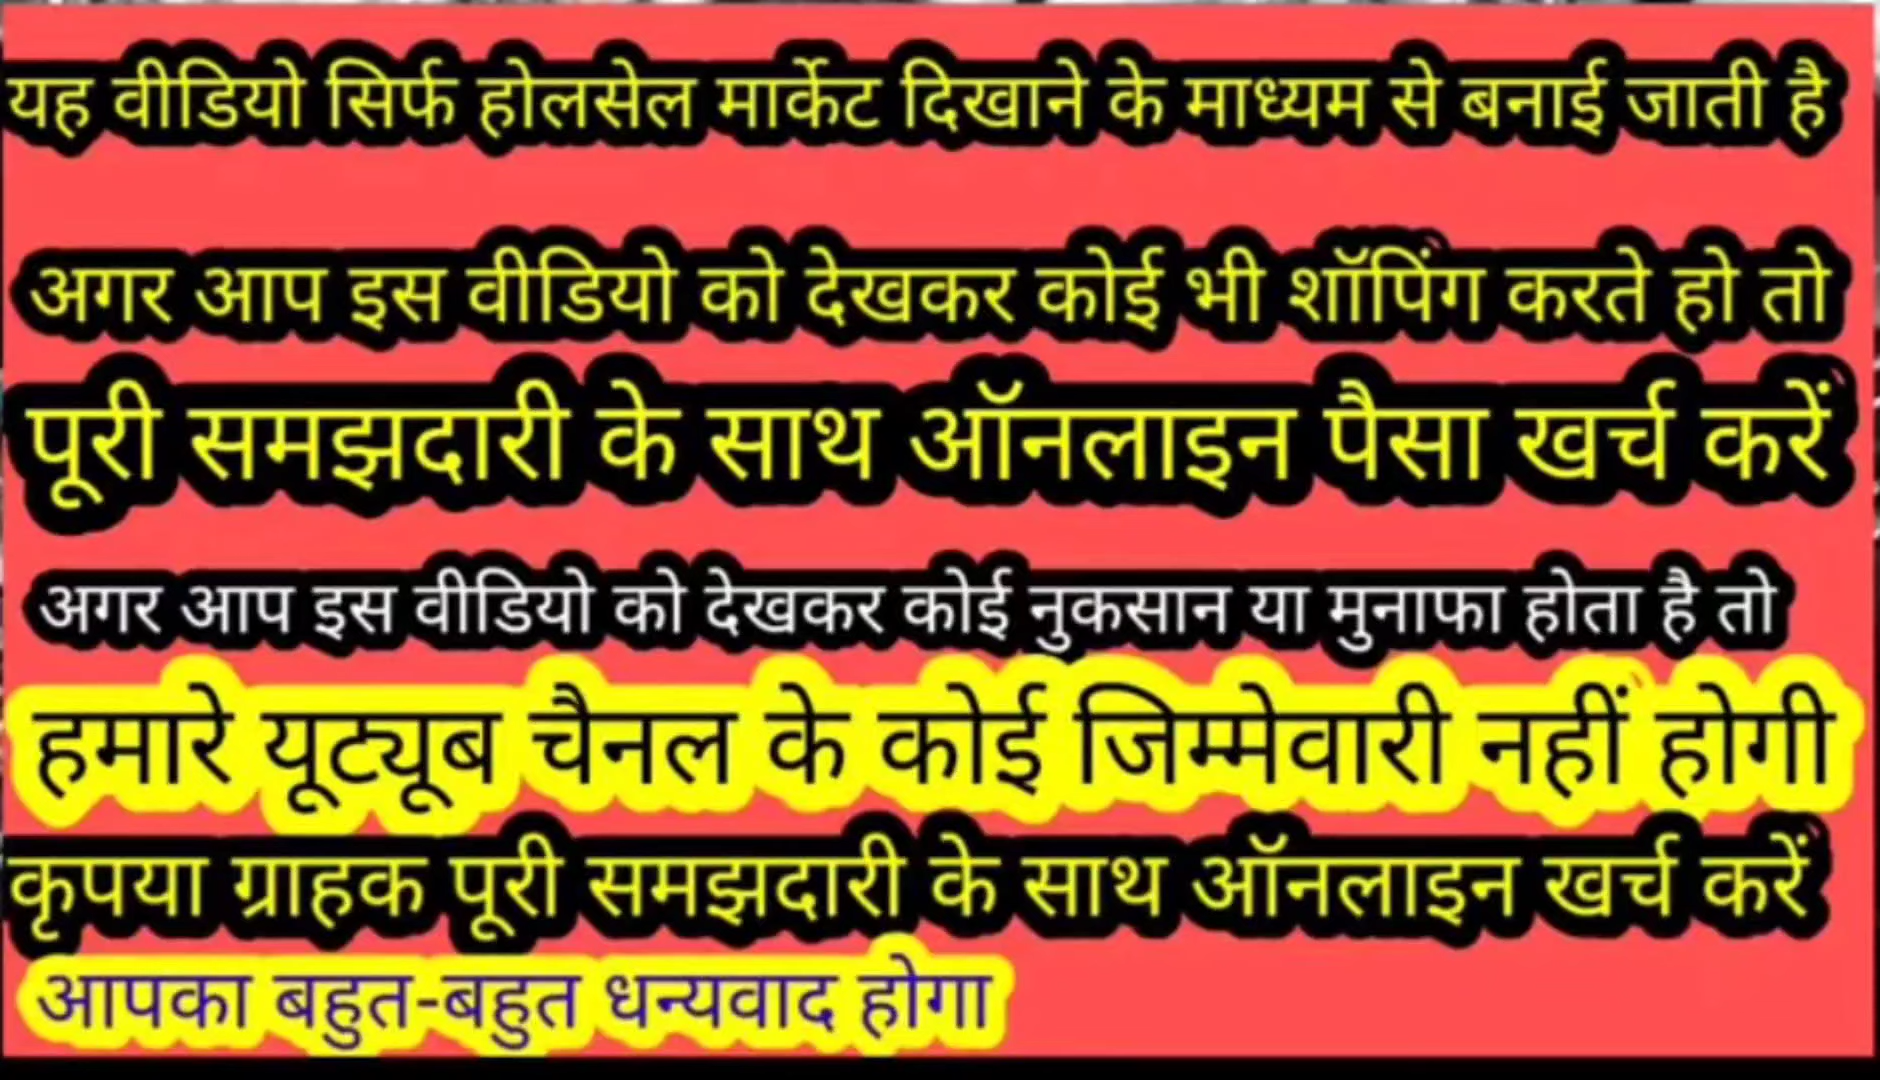 यह वीडियो सिर्फ होलसेल मार्केट दिखाने के माध्यम से बनाई जाती है
अगर आप इस वीडियो को देखकर कोई भी शॉपिंग करते हो तो
पूरी समझदारी के साथ ऑनलाइन पैसा खर्च करें
अगर आप इस वीडियो को देखकर कोई नुकसान या मुनाफा होता है तो
हमारे यूट्यूब चैनल के कोई जिम्मेवारी नहीं होगी
कृपया ग्राहक पूरी समझदारी के साथ ऑनलाइन खर्च करें
आपका बहुत-बहुत धन्यवाद होगा